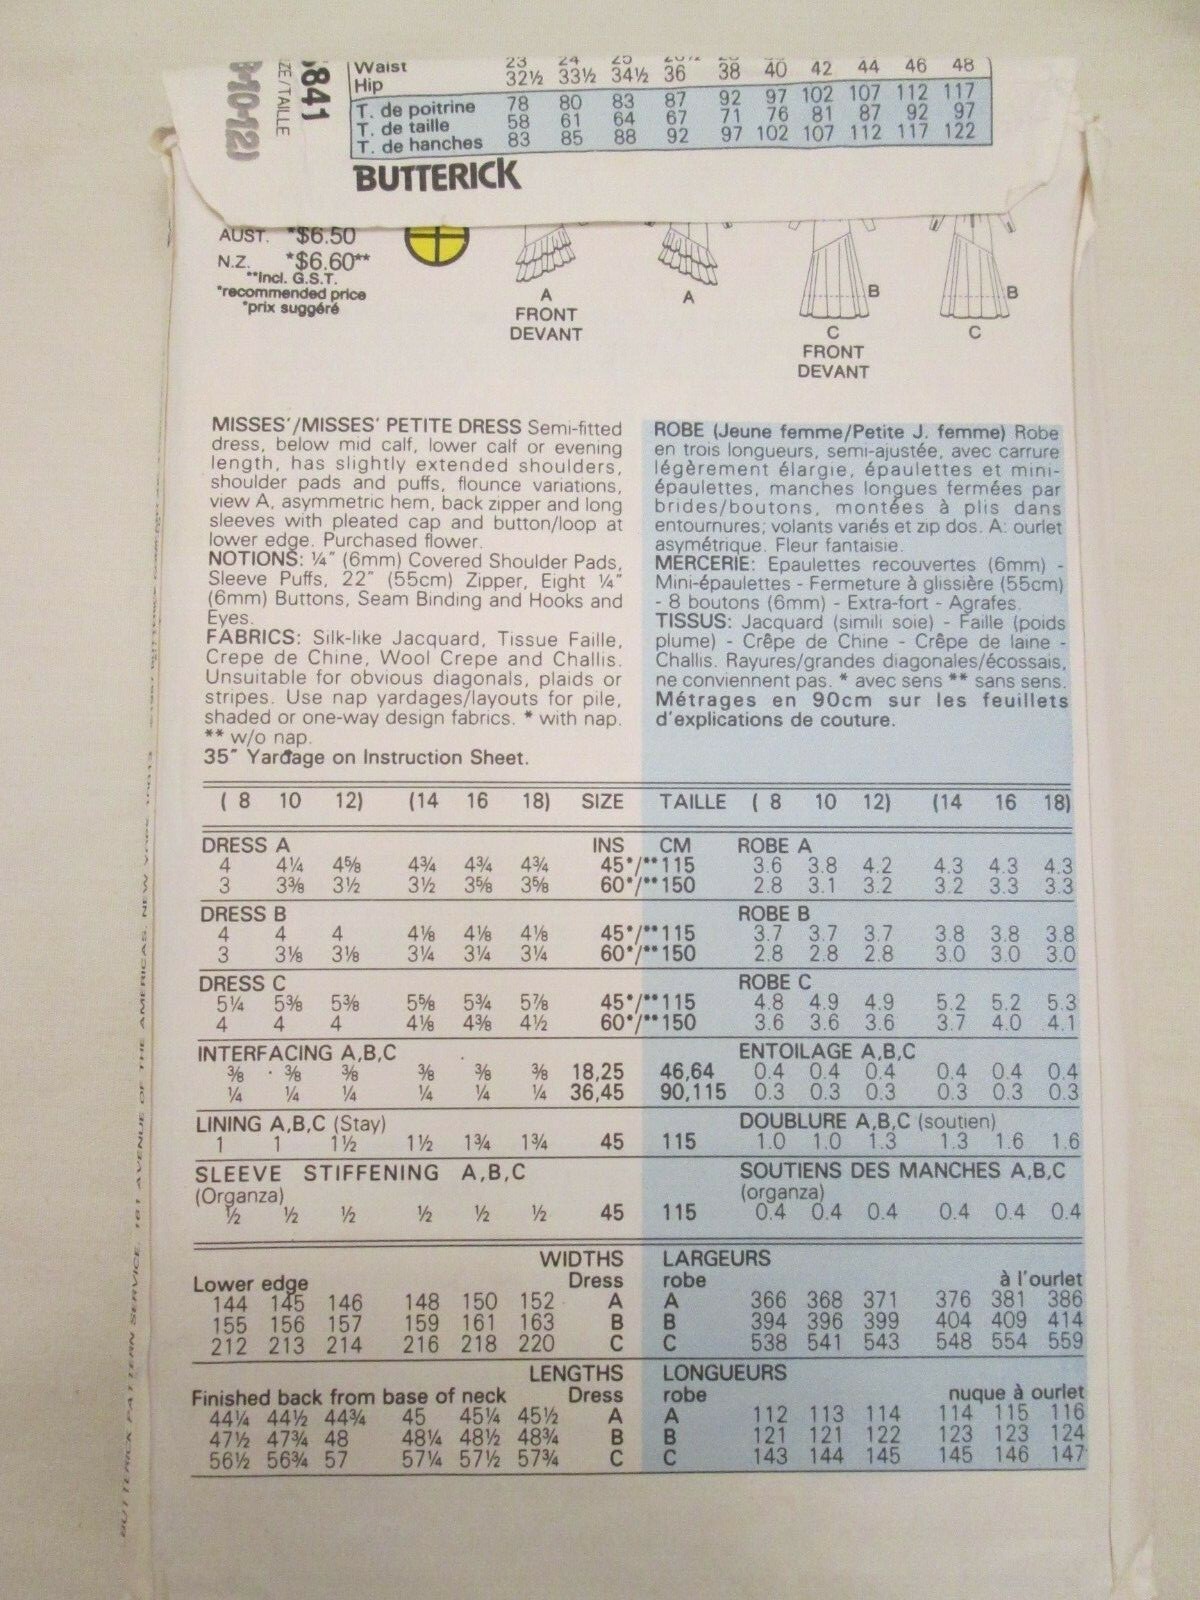 841
ZE/TAILLE
-10-12)
Waist 23 24 25
Hip 32½ 33½ 34½ 36 38 40 42 44 46 48
T. de poitrine 78 80 83 87 92 97 102 107 112 117
T. de taille 58 61 64 67 71 76 81 87 92 97
T. de hanches 83 85 88 92 97 102 107 112 117 122
BUTTERICK
AUST. *$6.50
N.Z. *$6.60**
**Incl. G.S.T.
*recommended price
*prix suggéré
A
FRONT
DEVANT
A
B
C
FRONT
DEVANT
B
C
MISSES'/MISSES' PETITE DRESS Semi-fitted
dress, below mid calf, lower calf or evening
length, has slightly extended shoulders,
shoulder pads and puffs, flounce variations,
view A, asymmetric hem, back zipper and long
sleeves with pleated cap and button/loop at
lower edge. Purchased flower.
NOTIONS: ¼" (6mm) Covered Shoulder Pads,
Sleeve Puffs, 22" (55cm) Zipper, Eight ¼"
(6mm) Buttons, Seam Binding and Hooks and
Eyes.
FABRICS: Silk-like Jacquard, Tissue Faille,
Crepe de Chine, Wool Crepe and Challis.
Unsuitable for obvious diagonals, plaids or
stripes. Use nap yardages/layouts for pile,
shaded or one-way design fabrics. * with nap.
** w/o nap.
35" Yardage on Instruction Sheet.
ROBE (Jeune femme/Petite J. femme) Robe
en trois longueurs, semi-ajustée, avec carrure
légèrement élargie, épaulettes et mini-
épaulettes, manches longues fermées par
brides/boutons, montées à plis dans
entournures; volants variés et zip dos. A: ourlet
asymétrique. Fleur fantaisie.
MERCERIE: Epaulettes recouvertes (6mm) -
Mini-épaulettes - Fermeture à glissière (55cm)
- 8 boutons (6mm) - Extra-fort - Agrafes.
TISSUS: Jacquard (simili soie) - Faille (poids
plume) - Crêpe de Chine - Crêpe de laine -
Challis. Rayures/grandes diagonales/écossais,
ne conviennent pas. * avec sens ** sans sens.
Métrages en 90cm sur les feuillets
d'explications de couture.
( 8 10 12) (14 16 18) SIZE TAILLE ( 8 10 12) (14 16 18)
DRESS A INS CM ROBE A
4 4¼ 4⅝ 4¾ 4¾ 4¾ 45*/**115 3.6 3.8 4.2 4.3 4.3 4.3
3 3⅜ 3½ 3½ 3⅝ 3⅝ 60*/**150 2.8 3.1 3.2 3.2 3.3 3.3
DRESS B ROBE B
4 4 4 4⅛ 4⅛ 4⅛ 45*/**115 3.7 3.7 3.7 3.8 3.8 3.8
3 3⅛ 3⅛ 3¼ 3¼ 3¼ 60*/**150 2.8 2.8 2.8 3.0 3.0 3.0
DRESS C ROBE C
5¼ 5⅜ 5⅜ 5⅝ 5¾ 5⅞ 45*/**115 4.8 4.9 4.9 5.2 5.2 5.3
4 4 4 4⅛ 4⅜ 4½ 60*/**150 3.6 3.6 3.6 3.7 4.0 4.1
INTERFACING A,B,C ENTOILAGE A,B,C
⅜ ⅜ ⅜ ⅜ ⅜ ⅜ 18,25 46,64 0.4 0.4 0.4 0.4 0.4 0.4
¼ ¼ ¼ ¼ ¼ ¼ 36,45 90,115 0.3 0.3 0.3 0.3 0.3 0.3
LINING A,B,C (Stay) DOUBLURE A,B,C (soutien)
1 1 1½ 1½ 1¾ 1¾ 45 115 1.0 1.0 1.3 1.3 1.6 1.6
SLEEVE STIFFENING A,B,C SOUTIENS DES MANCHES A,B,C
(Organza) (organza)
½ ½ ½ ½ ½ ½ 45 115 0.4 0.4 0.4 0.4 0.4 0.4
WIDTHS LARGEURS
Lower edge Dress robe à l'ourlet
144 145 146 148 150 152 A A 366 368 371 376 381 386
155 156 157 159 161 163 B B 394 396 399 404 409 414
212 213 214 216 218 220 C C 538 541 543 548 554 559
LENGTHS LONGUEURS
Finished back from base of neck Dress robe nuque à ourlet
44¼ 44½ 44¾ 45 45¼ 45½ A A 112 113 114 114 115 116
47½ 47¾ 48 48¼ 48½ 48¾ B B 121 121 122 123 123 124
56½ 56¾ 57 57¼ 57½ 57¾ C C 143 144 145 145 146 147
BUTTERICK PATTERN SERVICE, 161 AVENUE OF THE AMERICAS, NEW YORK